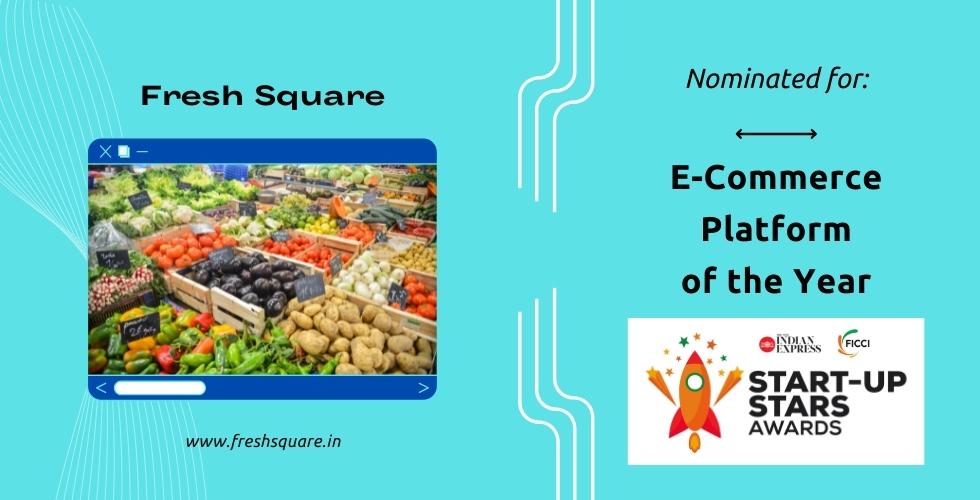 Fresh Square
www.freshsquare.in
Nominated for:
E-Commerce
Platform
of the Year
INDIAN
EXPRESS
FICCI
START-UP
STARS
AWARDS